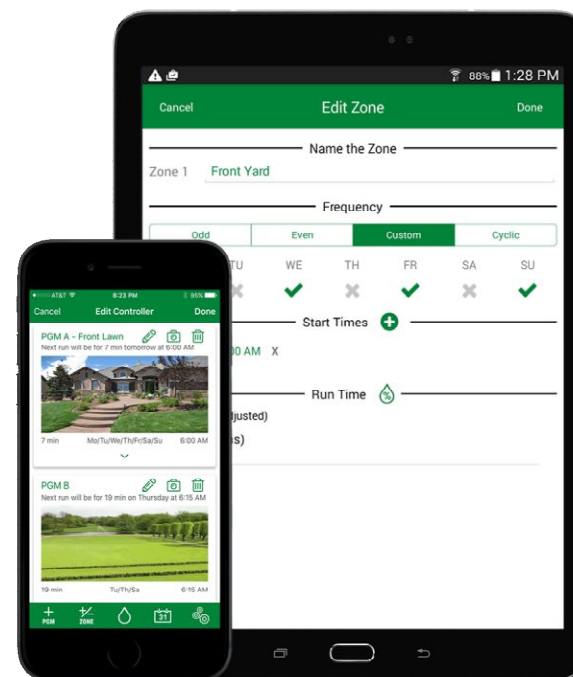 88% 1:28 PM
Cancel Edit Zone Done
Name the Zone
Zone 1 Front Yard
Frequency
Odd Even Custom Cyclic
TU WE TH FR SA SU
Start Times
00 AM X
Run Time
justed)
s)
AT&T 8:23 PM 95%
Cancel Edit Controller Done
PGM A - Front Lawn
Next run will be for 7 min tomorrow at 6:00 AM
7 min Mo/Tu/We/Th/Fr/Sa/Su 6:00 AM
PGM B
Next run will be for 19 min on Thursday at 6:15 AM
19 min Tu/Th/Sa 6:15 AM
PGM ZONE 31